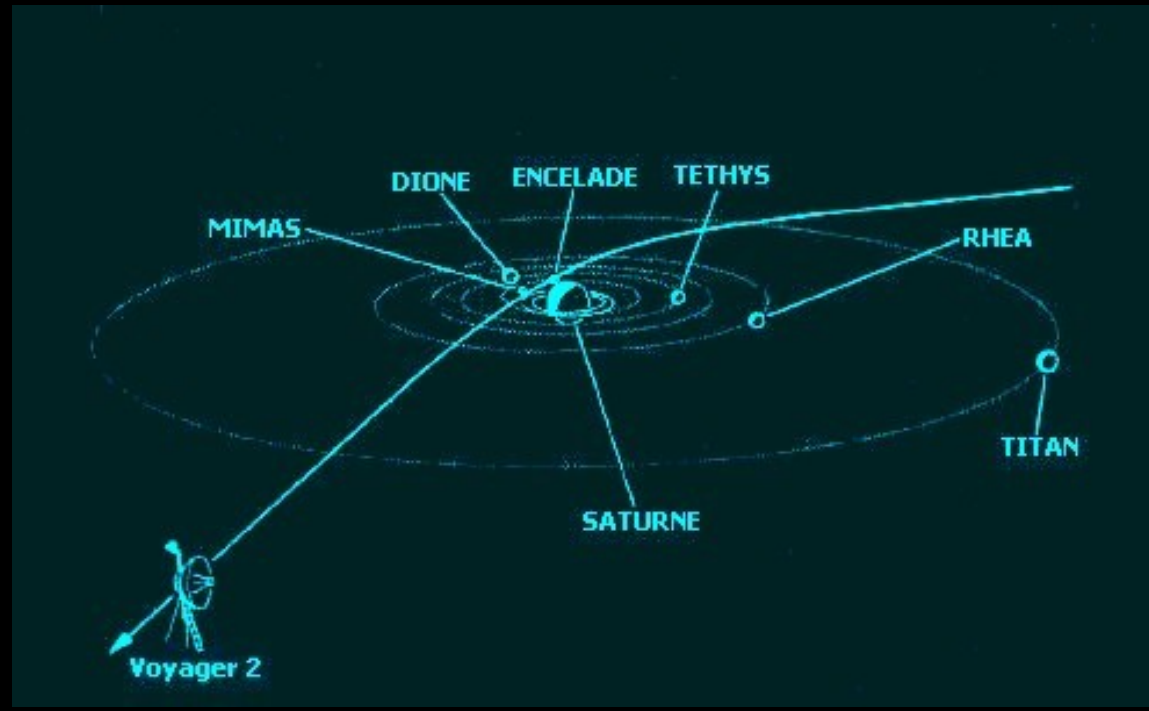 DIONE
ENCELADE
TETHYS
MIMAS
RHEA
TITAN
SATURNE
Voyager 2